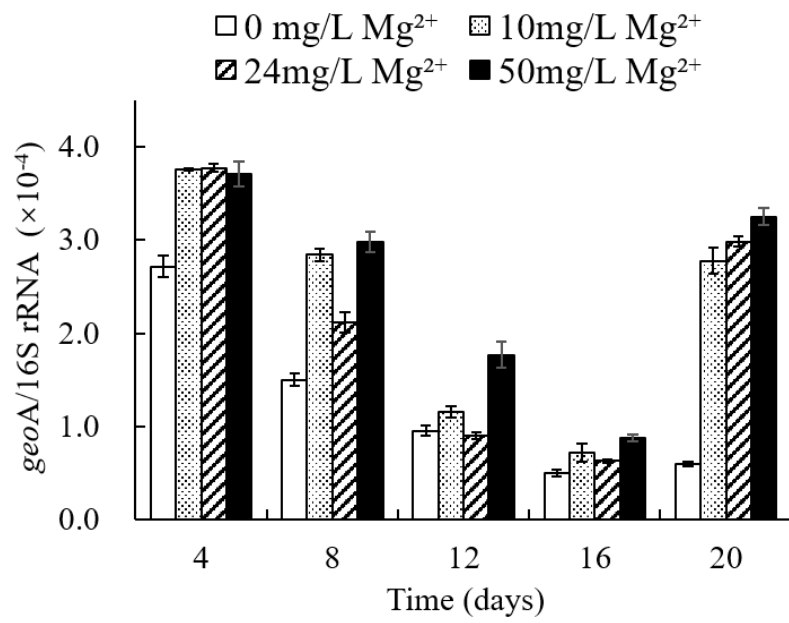 0 mg/L Mg²⁺ 10mg/L Mg²⁺
24mg/L Mg²⁺ 50mg/L Mg²⁺
geoA/16S rRNA (×10⁻⁴)
4.0
3.0
2.0
1.0
0.0
4 8 12 16 20
Time (days)